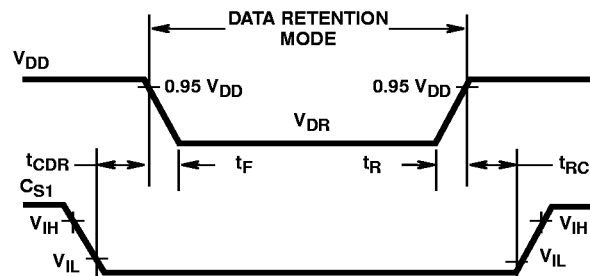 DATA RETENTION
MODE
VDD
0.95 VDD
0.95 VDD
VDR
tCDR
tF
tR
tRC
CS1
VIH
VIH
VIL
VIL